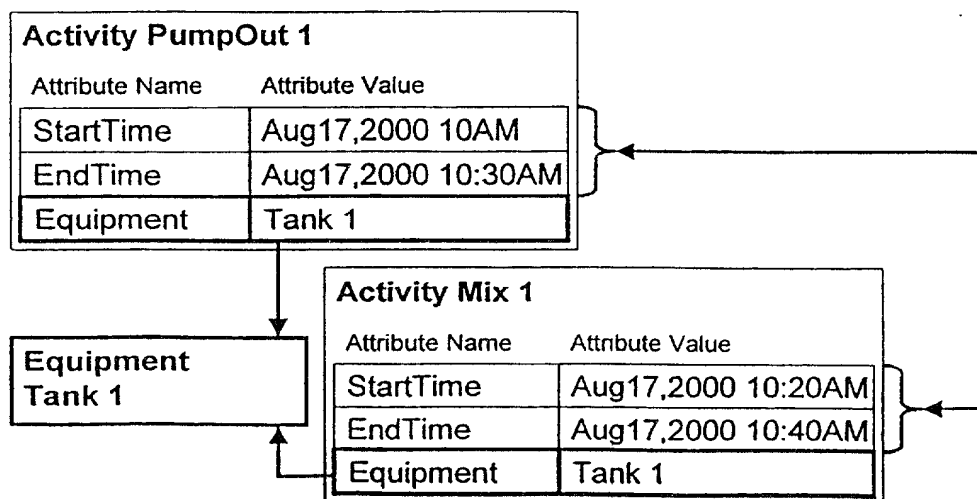 Activity PumpOut 1
Attribute Name Attribute Value
StartTime Aug17,2000 10AM
EndTime Aug17,2000 10:30AM
Equipment Tank 1
Equipment
Tank 1
Activity Mix 1
Attribute Name Attribute Value
StartTime Aug17,2000 10:20AM
EndTime Aug17,2000 10:40AM
Equipment Tank 1